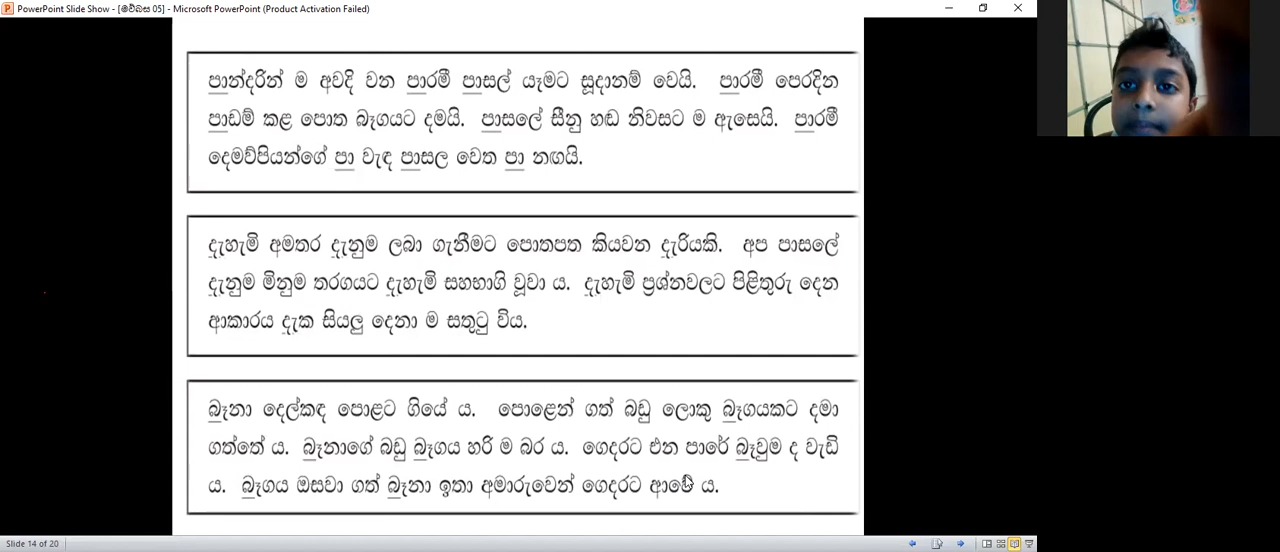 PowerPoint Slide Show - [මව්බස 05] - Microsoft PowerPoint (Product Activation Failed)
පාන්දරින් ම අවදි වන පාරමී පාසල් යෑමට සූදානම් වෙයි. පාරමී පෙරදින
පාඩම් කළ පොත බෑගයට දමයි. පාසලේ සීනු හඬ නිවසට ම ඇසෙයි. පාරමී
දෙමව්පියන්ගේ පා වැඳ පාසල වෙත පා නඟයි.
දැහැමි අමතර දැනුම ලබා ගැනීමට පොතපත කියවන දැරියකි. අප පාසලේ
දැනුම මිනුම තරගයට දැහැමි සහභාගි වූවා ය. දැහැමි ප්‍රශ්නවලට පිළිතුරු දෙන
ආකාරය දැක සියලු දෙනා ම සතුටු විය.
බෑනා දෙල්කඳ පොළට ගියේ ය. පොළෙන් ගත් බඩු ලොකු බෑගයකට දමා
ගත්තේ ය. බෑනාගේ බඩු බෑගය හරි ම බර ය. ගෙදරට එන පාරේ බෑවුම ද වැඩි
ය. බෑගය ඔසවා ගත් බෑනා ඉතා අමාරුවෙන් ගෙදරට ආවේ ය.
Slide 14 of 20